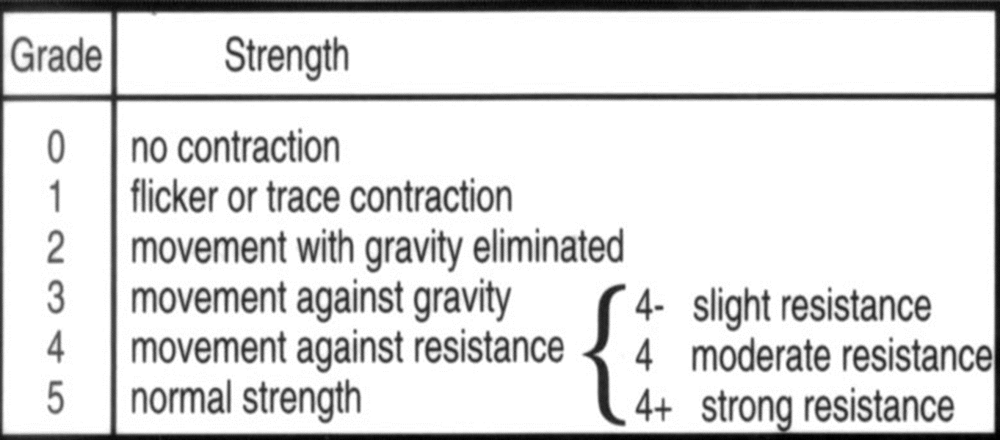 Grade Strength
0 no contraction
1 flicker or trace contraction
2 movement with gravity eliminated
3 movement against gravity
4 movement against resistance
5 normal strength
4- slight resistance
4 moderate resistance
4+ strong resistance